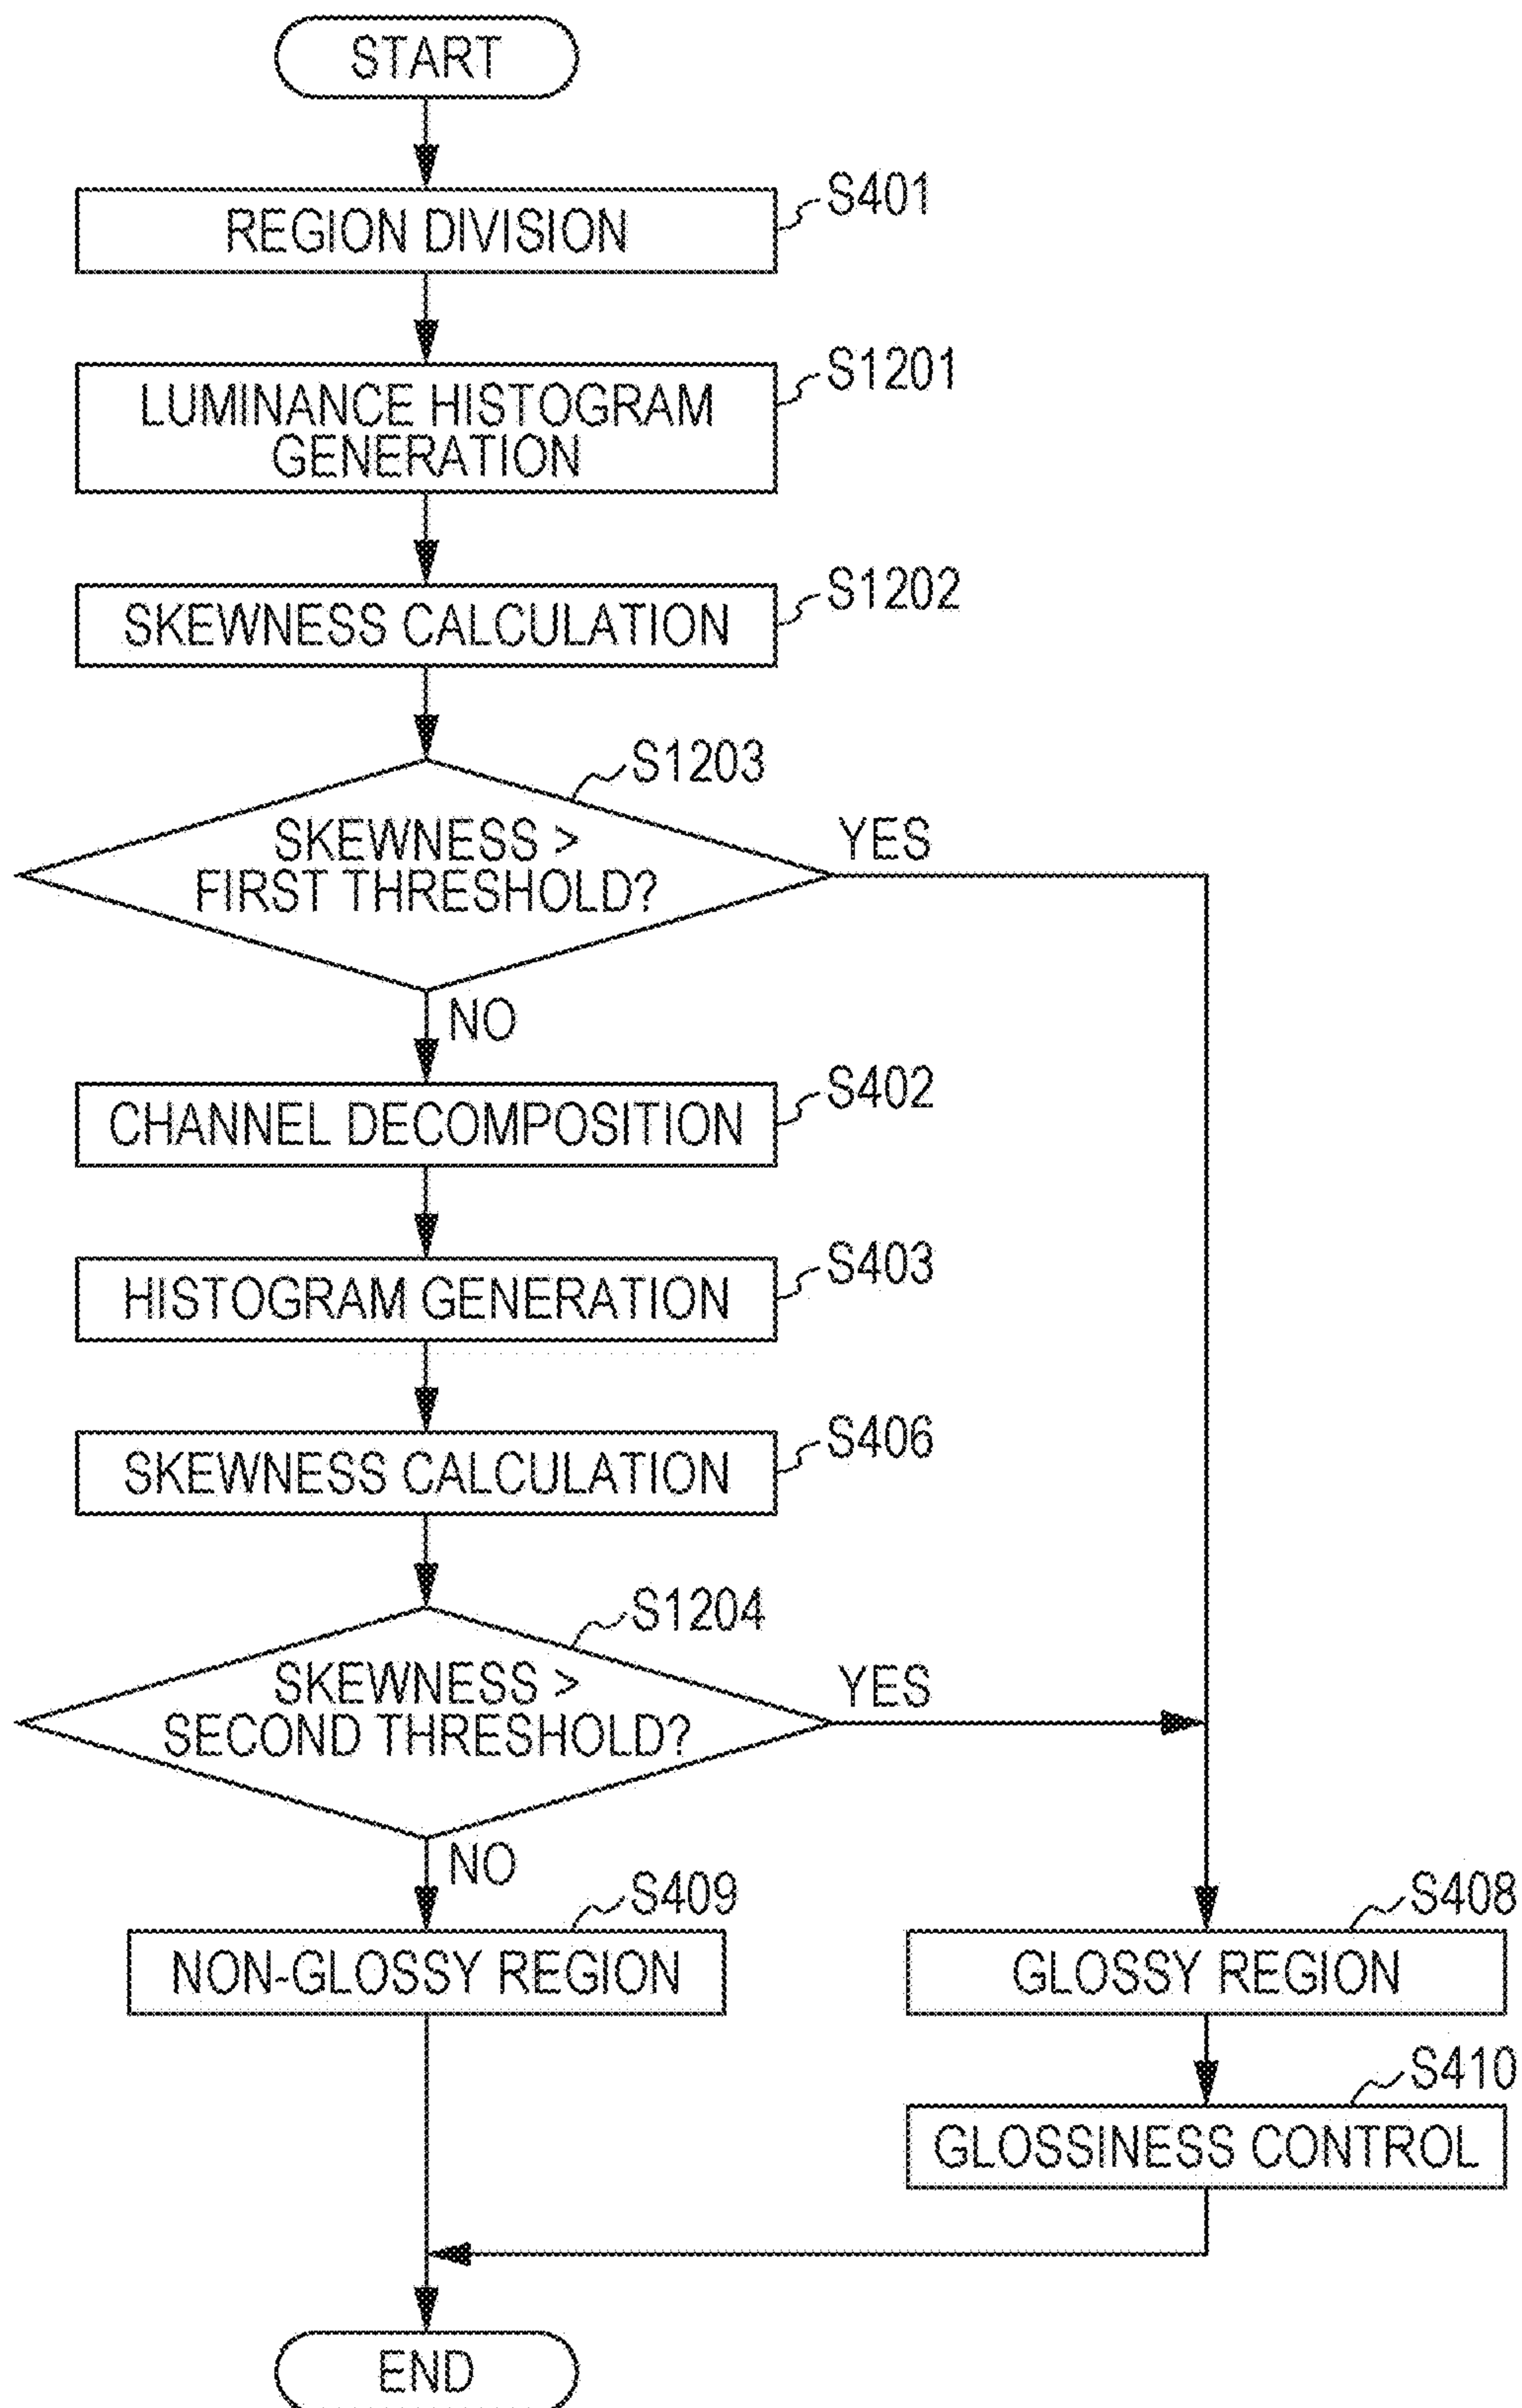 START
REGION DIVISION
S401
LUMINANCE HISTOGRAM
GENERATION
S1201
SKEWNESS CALCULATION
S1202
S1203
SKEWNESS >
FIRST THRESHOLD?
YES
NO
CHANNEL DECOMPOSITION
S402
HISTOGRAM GENERATION
S403
SKEWNESS CALCULATION
S406
S1204
SKEWNESS >
SECOND THRESHOLD?
YES
NO
S409
NON-GLOSSY REGION
S408
GLOSSY REGION
S410
GLOSSINESS CONTROL
END